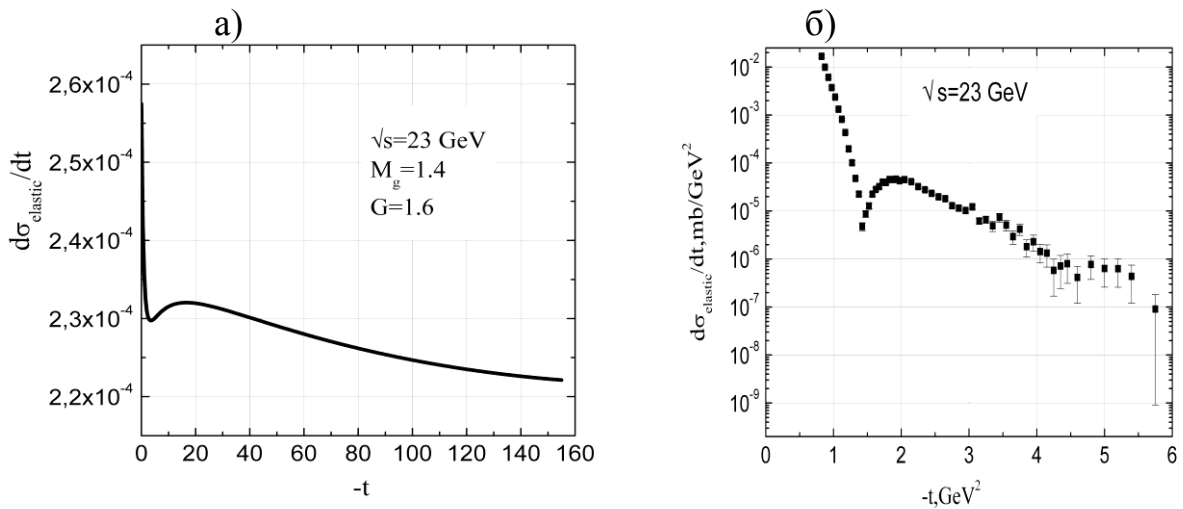 а)
2,6x10⁻⁴
2,5x10⁻⁴
2,4x10⁻⁴
2,3x10⁻⁴
2,2x10⁻⁴
dσ_elastic/dt
√s=23 GeV
M_g=1.4
G=1.6
0 20 40 60 80 100 120 140 160
-t
б)
10⁻²
10⁻³
10⁻⁴
10⁻⁵
10⁻⁶
10⁻⁷
10⁻⁸
10⁻⁹
dσ_elastic/dt,mb/GeV²
√s=23 GeV
0 1 2 3 4 5 6
-t,GeV²